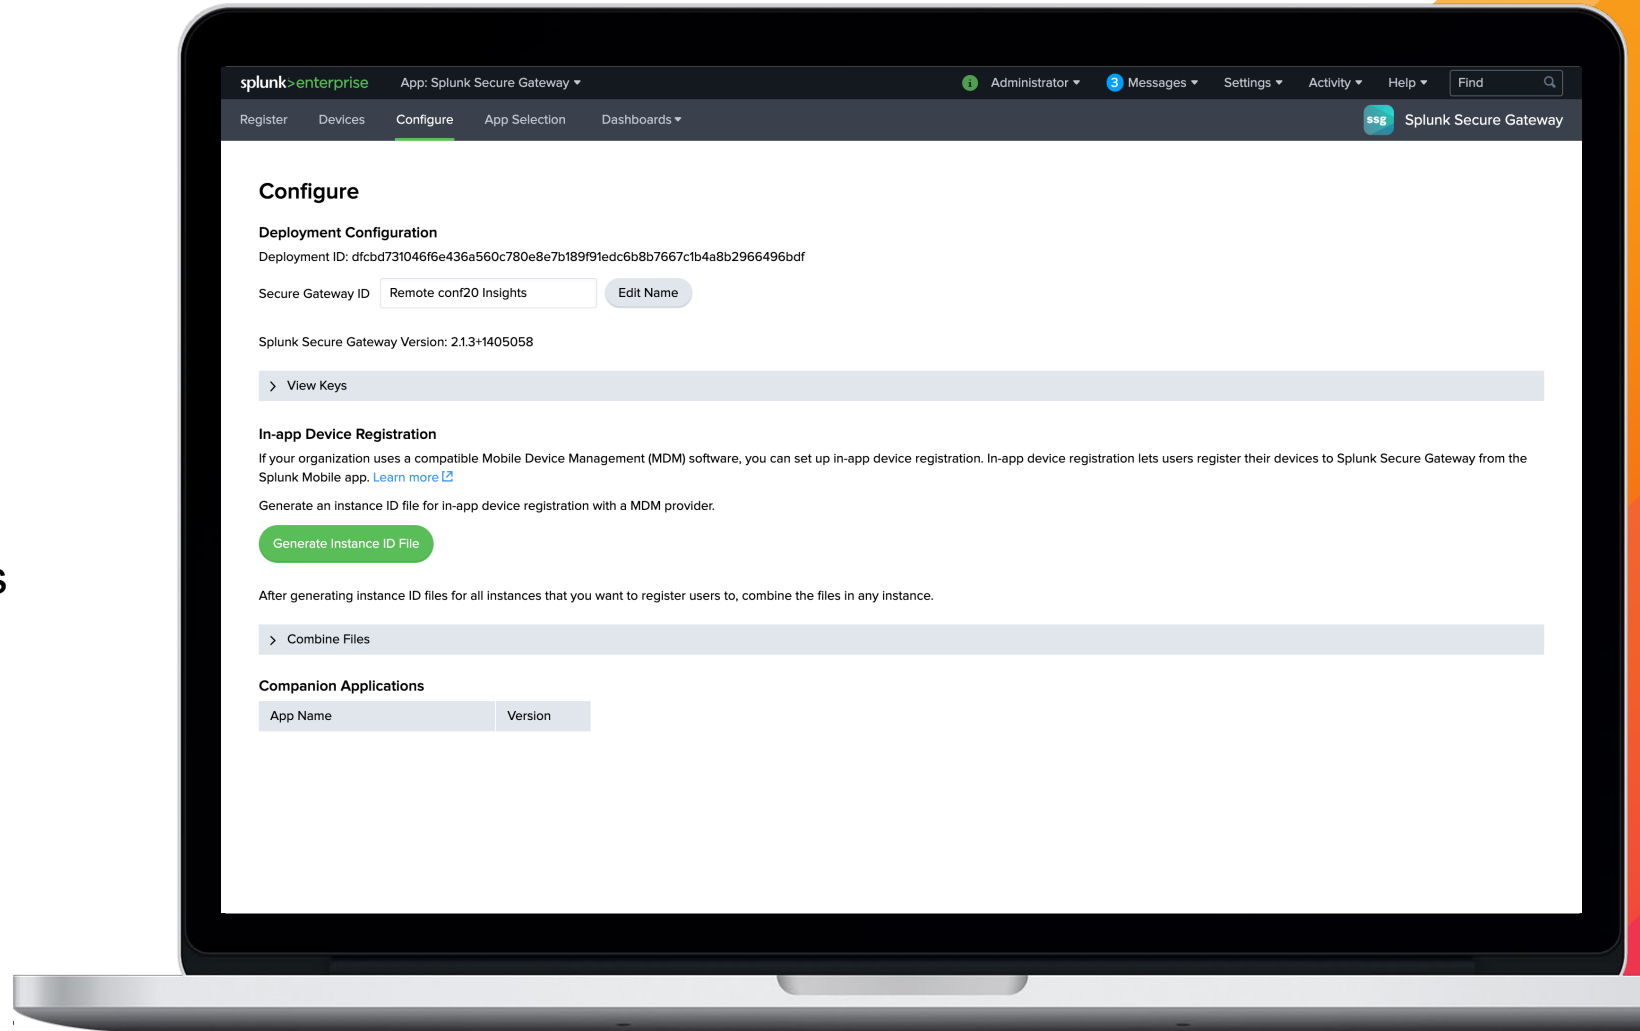 splunk>enterprise App: Splunk Secure Gateway i Administrator 3 Messages Settings Activity Help Find
Register Devices Configure App Selection Dashboards ssg Splunk Secure Gateway
Configure
Deployment Configuration
Deployment ID: dfcbd731046f6e436a560c780e8e7b189f91edc6b8b7667c1b4a8b2966496bdf
Secure Gateway ID Remote conf20 Insights Edit Name
Splunk Secure Gateway Version: 2.1.3+1405058
View Keys
In-app Device Registration
If your organization uses a compatible Mobile Device Management (MDM) software, you can set up in-app device registration. In-app device registration lets users register their devices to Splunk Secure Gateway from the
Splunk Mobile app. Learn more
Generate an instance ID file for in-app device registration with a MDM provider.
Generate Instance ID File
s
After generating instance ID files for all instances that you want to register users to, combine the files in any instance.
Combine Files
Companion Applications
App Name Version